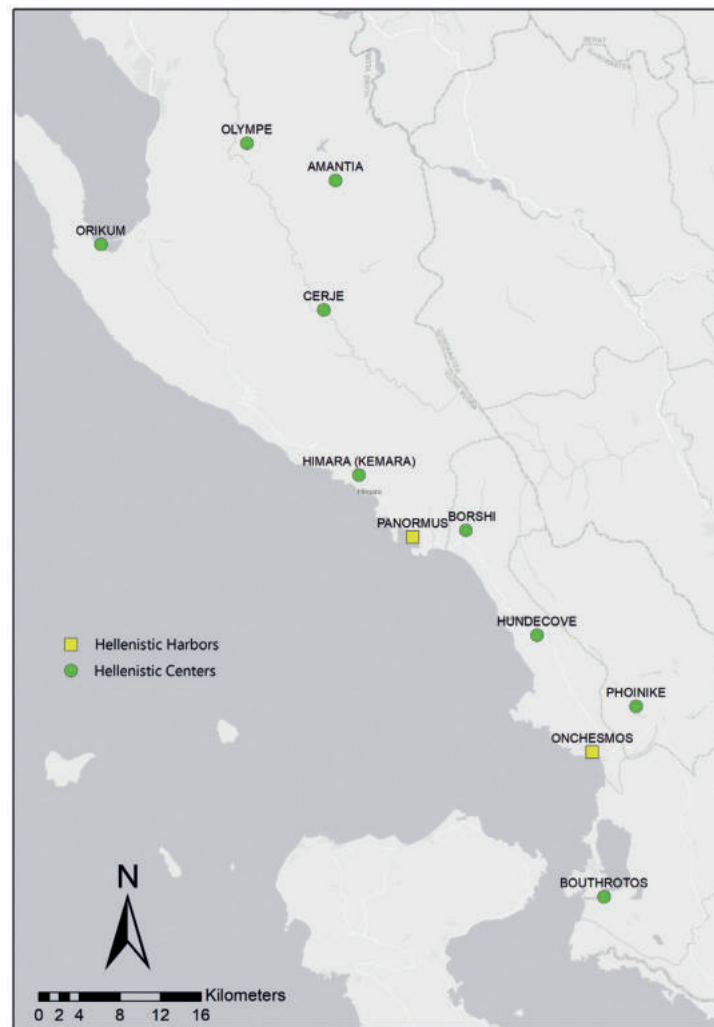 OLYMPE
AMANTIA
ORIKUM
CERJE
HIMARA (KEMARA)
Himarë
PANORMUS
BORSHI
HUNDECOVE
Hellenistic Harbors
Hellenistic Centers
PHOINIKE
ONCHESMOS
BOUTHROTOS
N
Kilometers
0 2 4 8 12 16